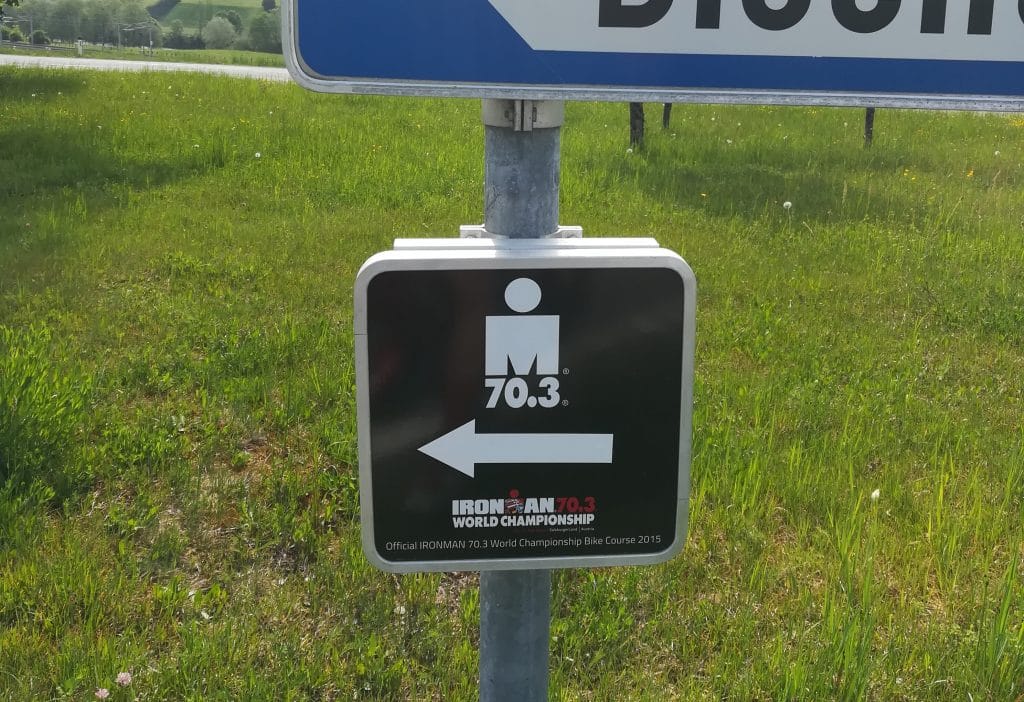 M®
70.3®
IRONMAN 70.3
WORLD CHAMPIONSHIP
Official IRONMAN 70.3 World Championship Bike Course 2015